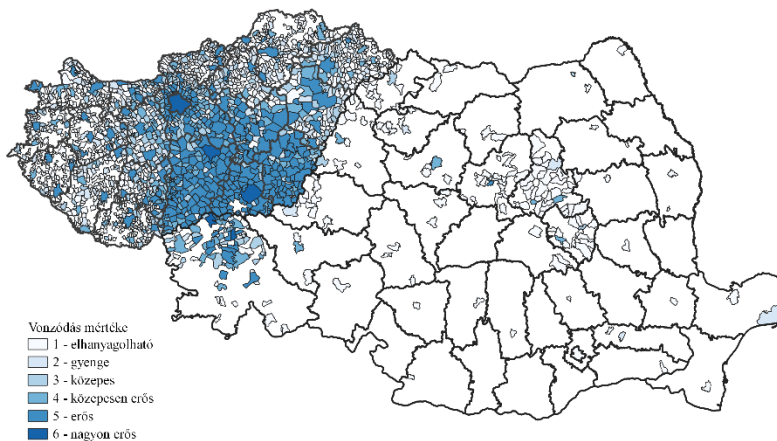 Vonzódás mértéke
1 - elhanyagolható
2 - gyenge
3 - közepes
4 - közepesen erős
5 - erős
6 - nagyon erős